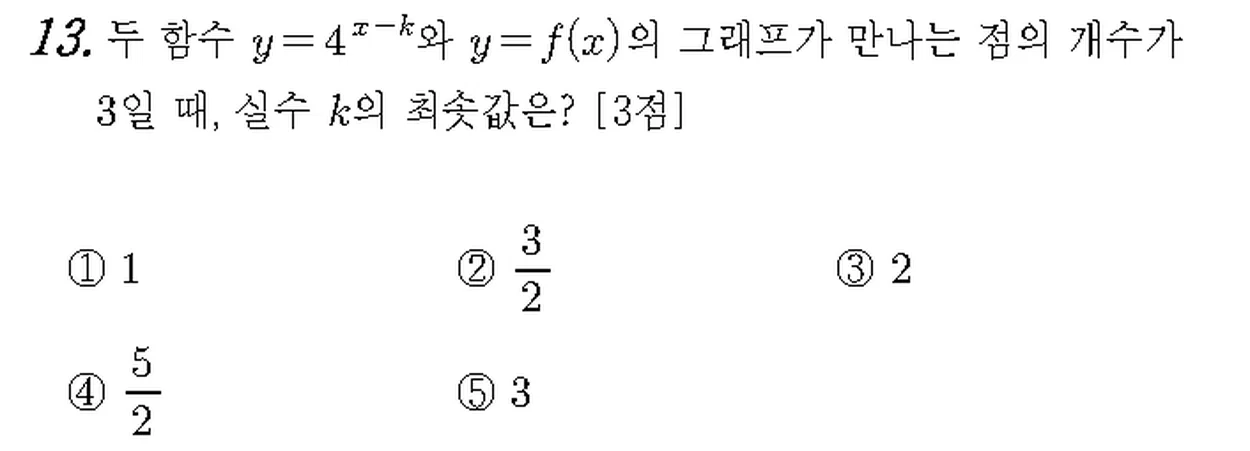 13. 두 함수 y=4^{x-k}와 y=f(x)의 그래프가 만나는 점의 개수가
3일 때, 실수 k의 최솟값은? [3점]
① 1 ② 3/2 ③ 2
④ 5/2 ⑤ 3